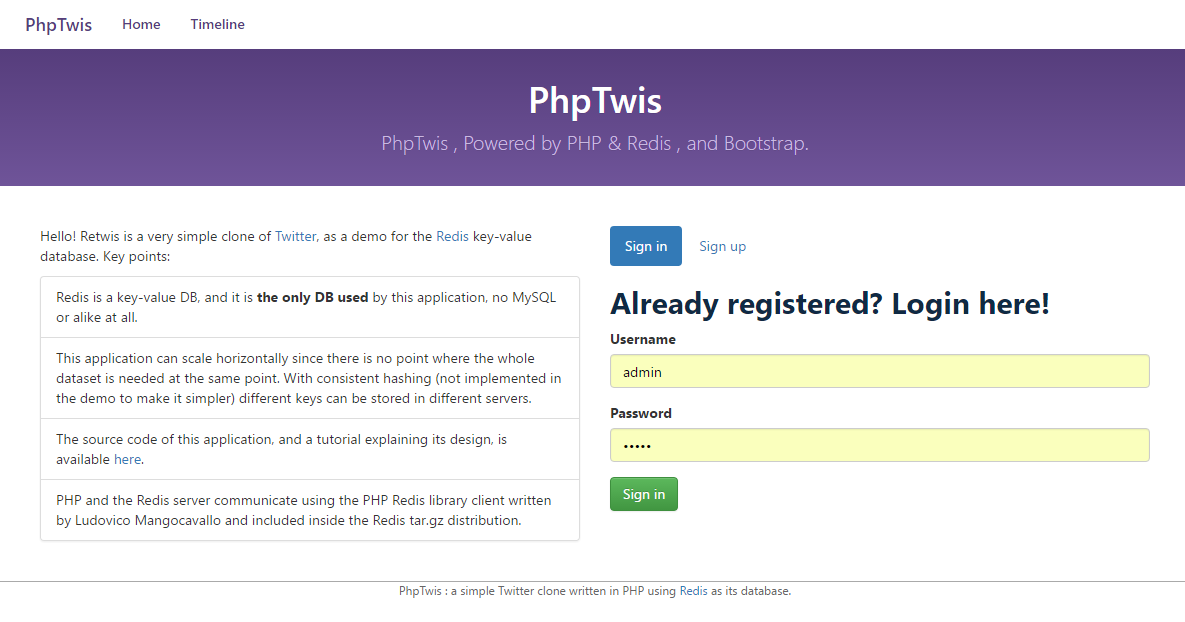 PhpTwis Home Timeline
PhpTwis
PhpTwis , Powered by PHP & Redis , and Bootstrap.
Hello! Retwis is a very simple clone of Twitter, as a demo for the Redis key-value
database. Key points:
Redis is a key-value DB, and it is the only DB used by this application, no MySQL
or alike at all.
This application can scale horizontally since there is no point where the whole
dataset is needed at the same point. With consistent hashing (not implemented in
the demo to make it simpler) different keys can be stored in different servers.
The source code of this application, and a tutorial explaining its design, is
available here.
PHP and the Redis server communicate using the PHP Redis library client written
by Ludovico Mangocavallo and included inside the Redis tar.gz distribution.
Sign in Sign up
Already registered? Login here!
Username
admin
Password
•••••
Sign in
PhpTwis : a simple Twitter clone written in PHP using Redis as its database.